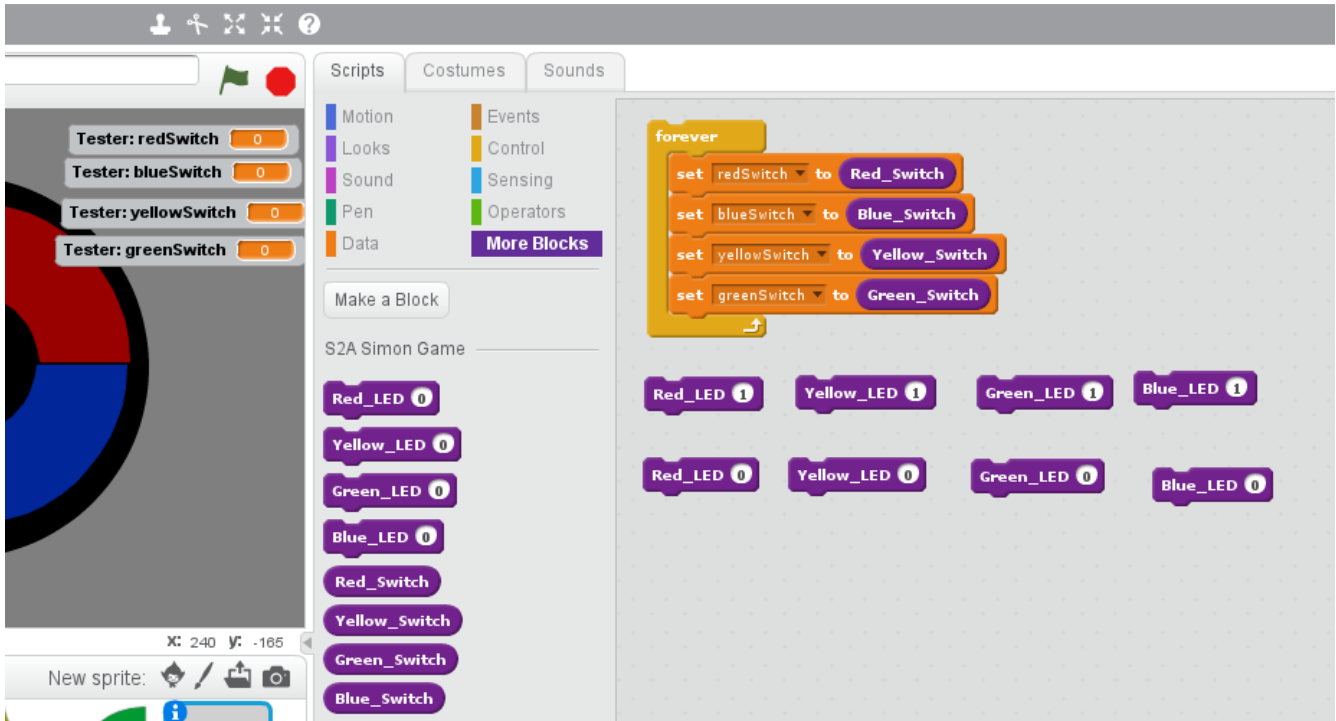 Scripts
Costumes
Sounds
Tester: redSwitch 0
Tester: blueSwitch 0
Tester: yellowSwitch 0
Tester: greenSwitch 0
X: 240 y: -165
New sprite:
Motion
Events
Looks
Control
Sound
Sensing
Pen
Operators
Data
More Blocks
Make a Block
S2A Simon Game
Red_LED 0
Yellow_LED 0
Green_LED 0
Blue_LED 0
Red_Switch
Yellow_Switch
Green_Switch
Blue_Switch
forever
set redSwitch to Red_Switch
set blueSwitch to Blue_Switch
set yellowSwitch to Yellow_Switch
set greenSwitch to Green_Switch
Red_LED 1
Yellow_LED 1
Green_LED 1
Blue_LED 1
Red_LED 0
Yellow_LED 0
Green_LED 0
Blue_LED 0